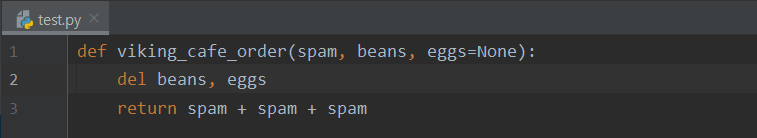 test.py
1 def viking_cafe_order(spam, beans, eggs=None):
2     del beans, eggs
3     return spam + spam + spam